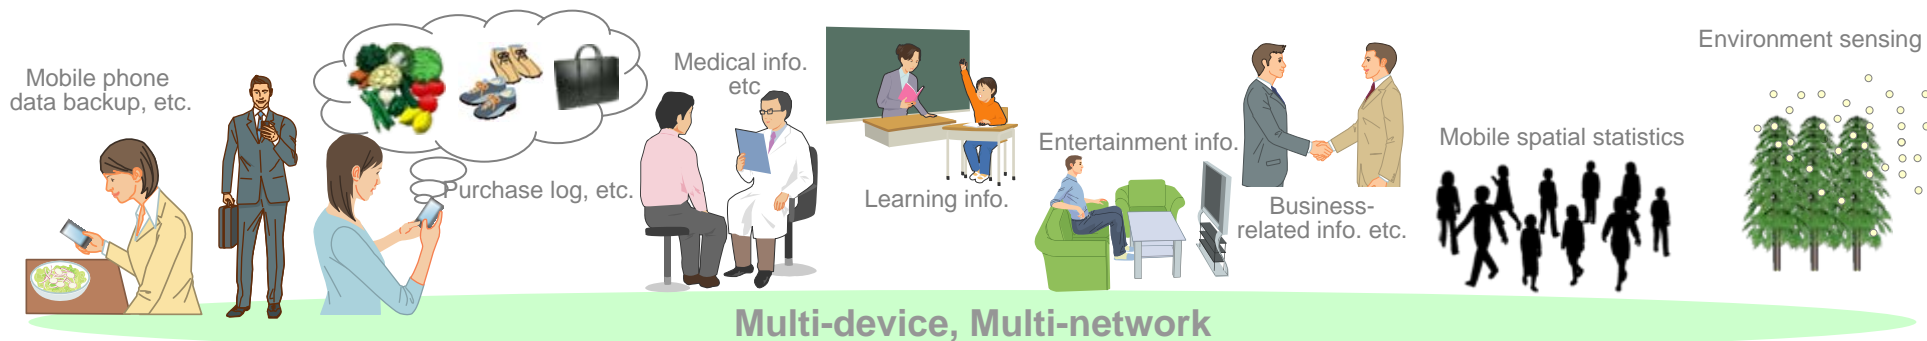 Mobile phone
data backup, etc.
Purchase log, etc.
Medical info.
etc
Learning info.
Entertainment info.
Business-
related info. etc.
Mobile spatial statistics
Environment sensing
Multi-device, Multi-network